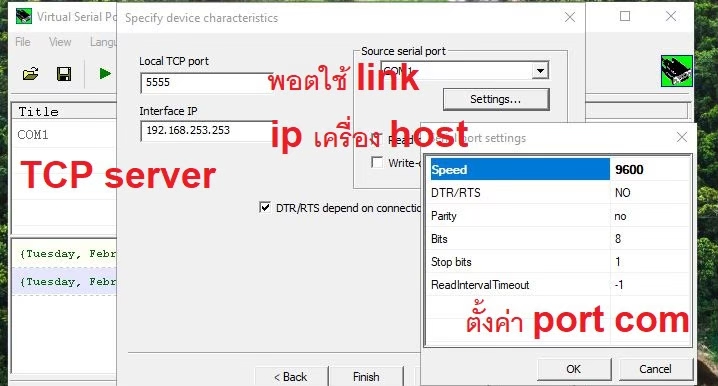 Virtual Serial Po
Specify device characteristics
9600
File View Langu
Local TCP port
5555
Source serial port
COM1
Settings...
พอตใช้ link
Interface IP
192.168.253.253
ip เครื่อง host
Title
COM1
TCP server
Write-
DTR/RTS depend on connectio
port settings
Speed 9600
DTR/RTS NO
Parity no
Bits 8
Stop bits 1
ReadIntervalTimeout -1
ตั้งค่า port com
{Tuesday, Febr
{Tuesday, Febr
< Back
Finish
OK
Cancel